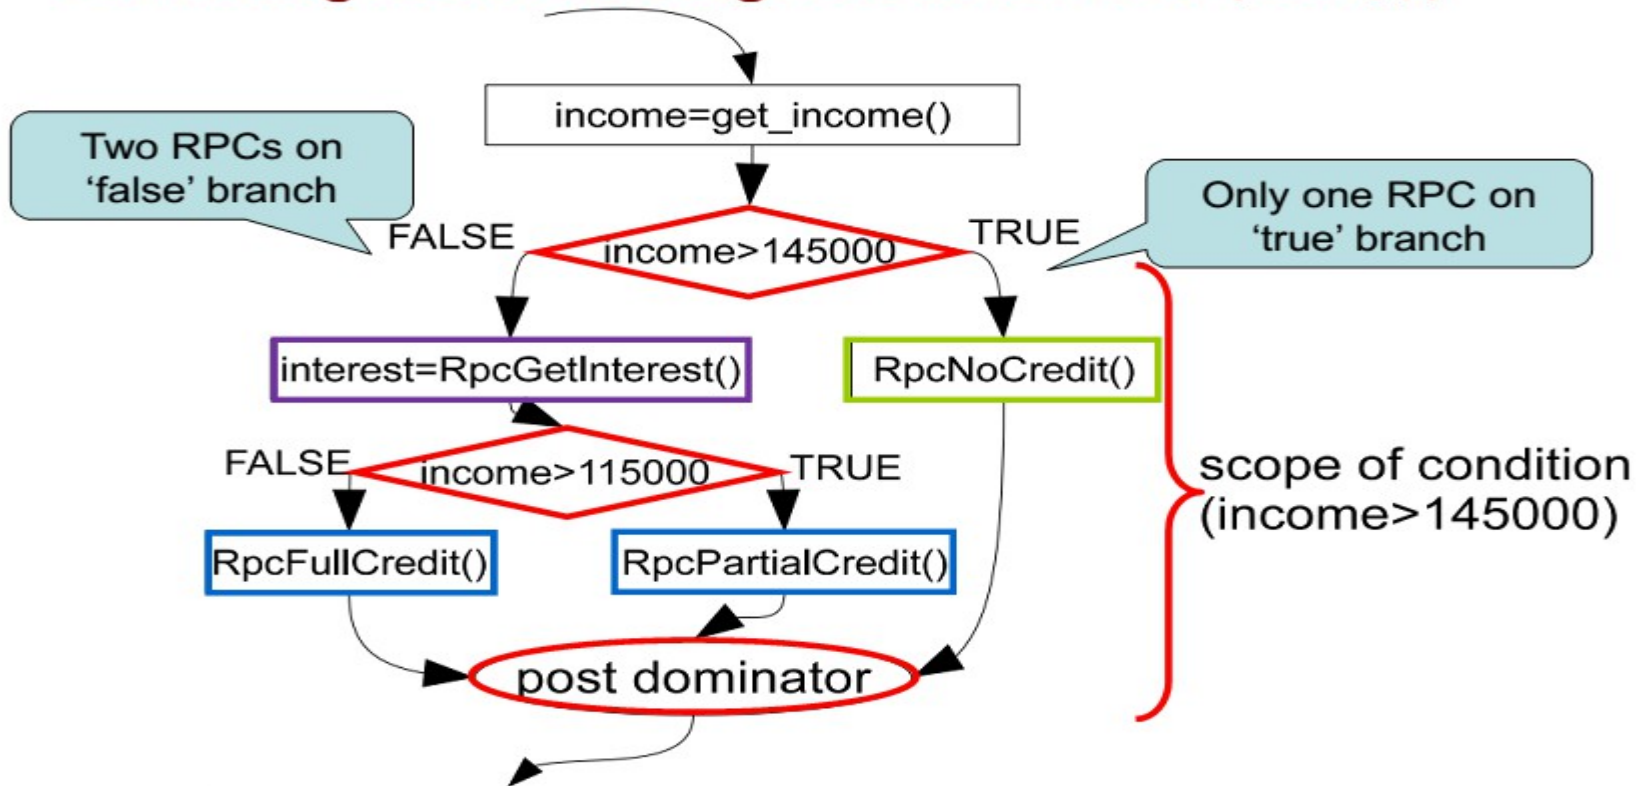 income=get_income()
Two RPCs on
‘false’ branch
Only one RPC on
‘true’ branch
FALSE
income>145000
TRUE
interest=RpcGetInterest()
RpcNoCredit()
FALSE
income>115000
TRUE
scope of condition
(income>145000)
RpcFullCredit()
RpcPartialCredit()
post dominator